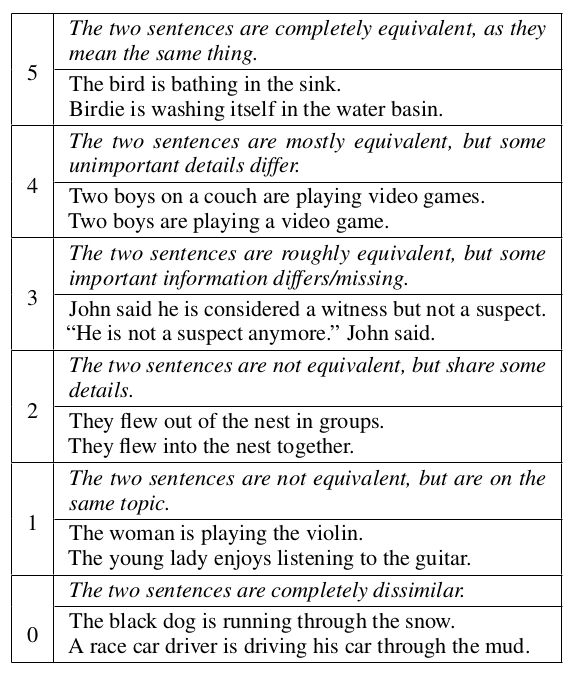 5
The two sentences are completely equivalent, as they
mean the same thing.
The bird is bathing in the sink.
Birdie is washing itself in the water basin.
4
The two sentences are mostly equivalent, but some
unimportant details differ.
Two boys on a couch are playing video games.
Two boys are playing a video game.
3
The two sentences are roughly equivalent, but some
important information differs/missing.
John said he is considered a witness but not a suspect.
“He is not a suspect anymore.” John said.
2
The two sentences are not equivalent, but share some
details.
They flew out of the nest in groups.
They flew into the nest together.
1
The two sentences are not equivalent, but are on the
same topic.
The woman is playing the violin.
The young lady enjoys listening to the guitar.
0
The two sentences are completely dissimilar.
The black dog is running through the snow.
A race car driver is driving his car through the mud.